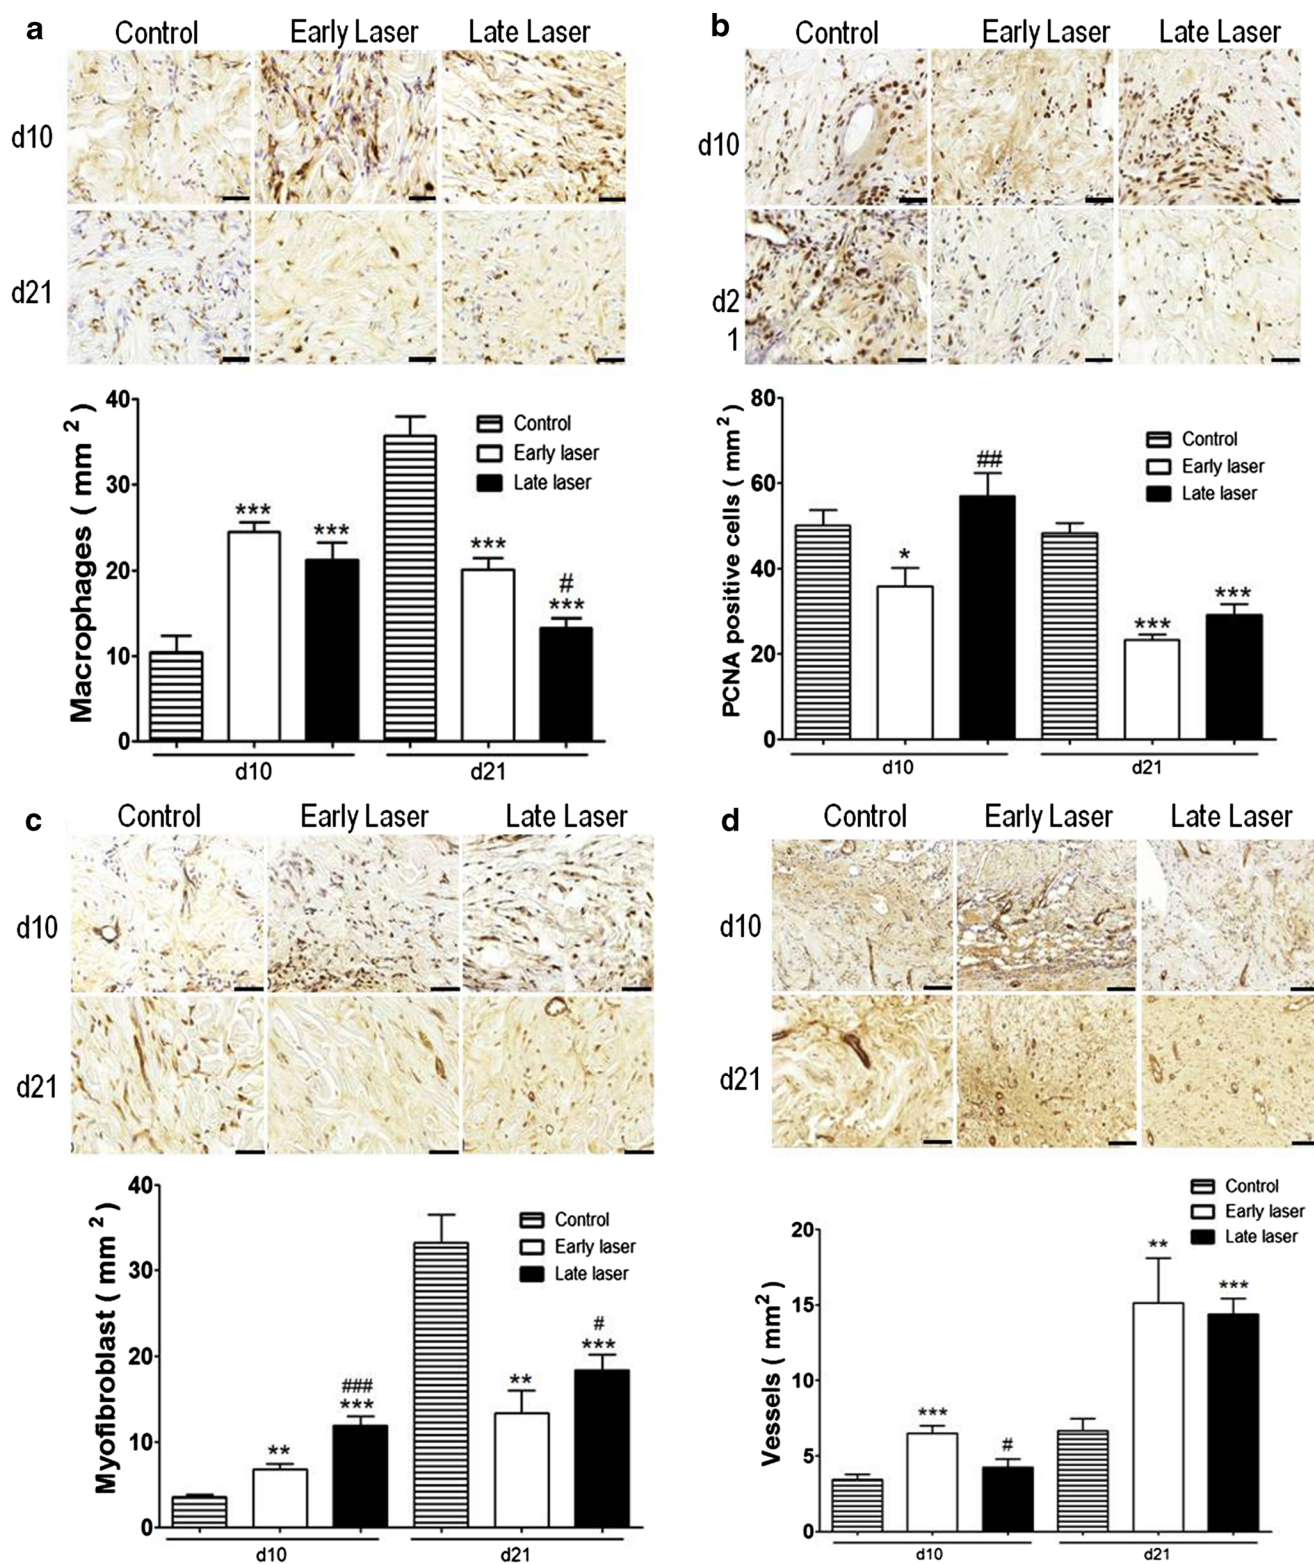 a
Control Early Laser Late Laser
d10
d21
40
30
20
10
0
Macrophages ( mm 2 )
Control
Early laser
Late laser
***
***
***
#
***
d10 d21
b
Control Early Laser Late Laser
d10
d2
1
80
60
40
20
0
PCNA positive cells ( mm2 )
Control
Early laser
Late laser
*
##
***
***
d10 d21
c
Control Early Laser Late Laser
d10
d21
40
30
20
10
0
Myofibroblast ( mm 2 )
Control
Early laser
Late laser
**
###
***
**
#
***
d10 d21
d
Control Early Laser Late Laser
d10
d21
20
15
10
5
0
Vessels ( mm2 )
Control
Early laser
Late laser
***
#
**
***
d10 d21